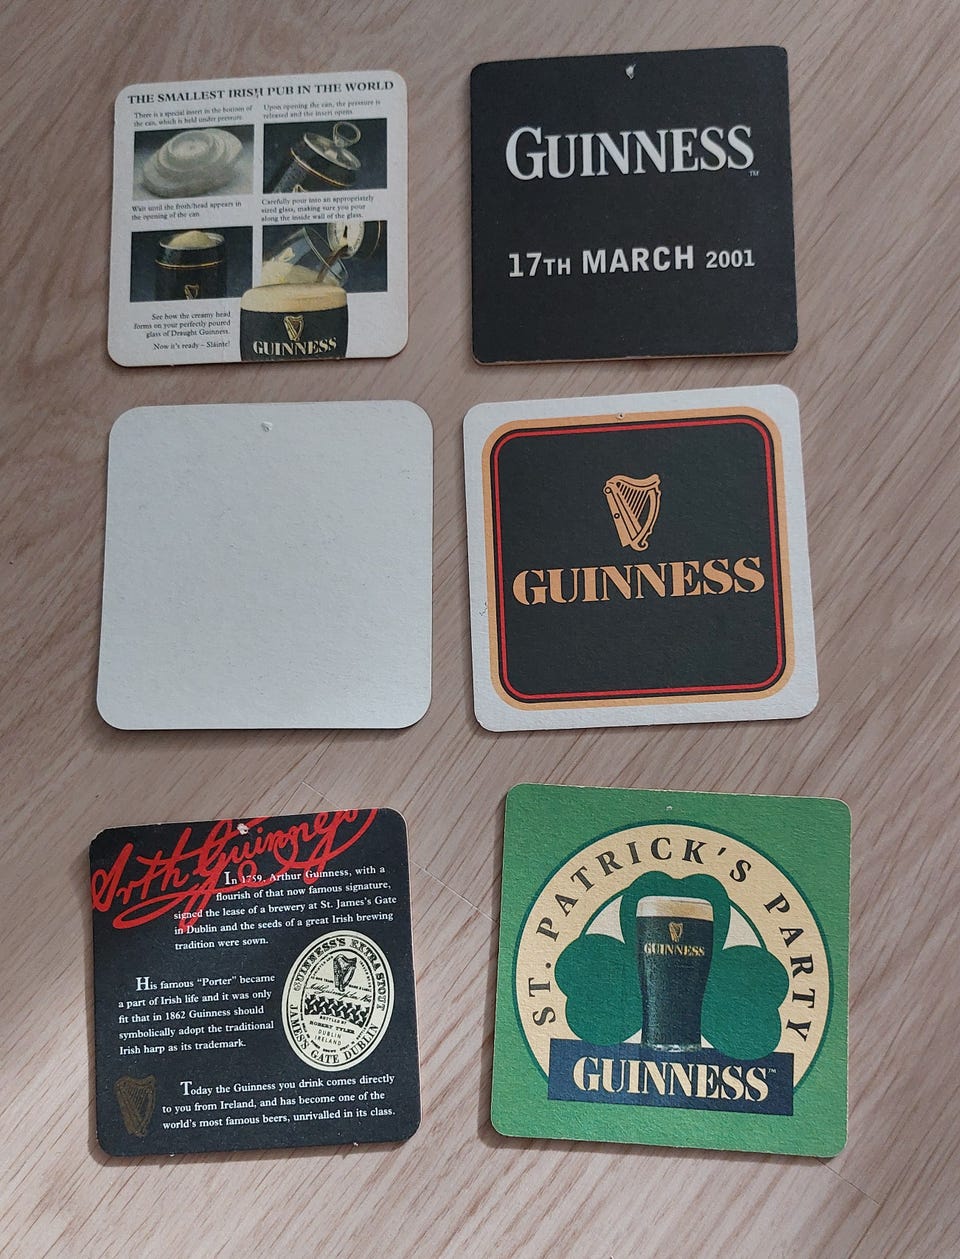 THE SMALLEST IRISH PUB IN THE WORLD
There is a special insert in the bottom of
the can, which is held under pressure.
Upon opening the can, the pressure is
released and the insert opens.
Wait until the froth/head appears in
the opening of the can.
Carefully pour into an appropriately
sized glass, making sure you pour
along the inside wall of the glass.
See how the creamy head
forms on your perfectly poured
glass of Draught Guinness.
Now it's ready – Sláinte!
GUINNESS
GUINNESS™
17TH MARCH 2001
GUINNESS
Arth Guinness
In 1759, Arthur Guinness, with a
flourish of that now famous signature,
signed the lease of a brewery at St. James's Gate
in Dublin and the seeds of a great Irish brewing
tradition were sown.
His famous “Porter” became
a part of Irish life and it was only
fit that in 1862 Guinness should
symbolically adopt the traditional
Irish harp as its trademark.
GUINNESS'S EXTRA STOUT
BOTTLED BY
ROBERT TYLER
DUBLIN
IRELAND
JAMES'S GATE DUBLIN
Today the Guinness you drink comes directly
to you from Ireland, and has become one of the
world's most famous beers, unrivalled in its class.
ST. PATRICK'S PARTY
GUINNESS
GUINNESS™